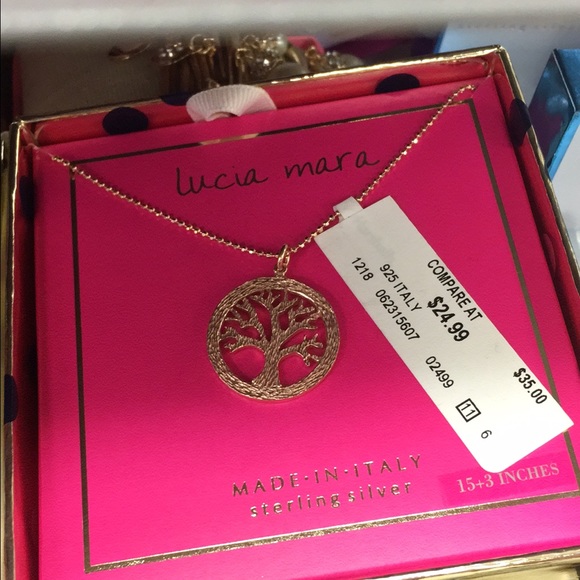 lucia mara
COMPARE AT
$24.99
$35.00
925 ITALY
1218 062315607 02499 11 6
MADE-IN-ITALY
sterling silver
15+3 INCHES